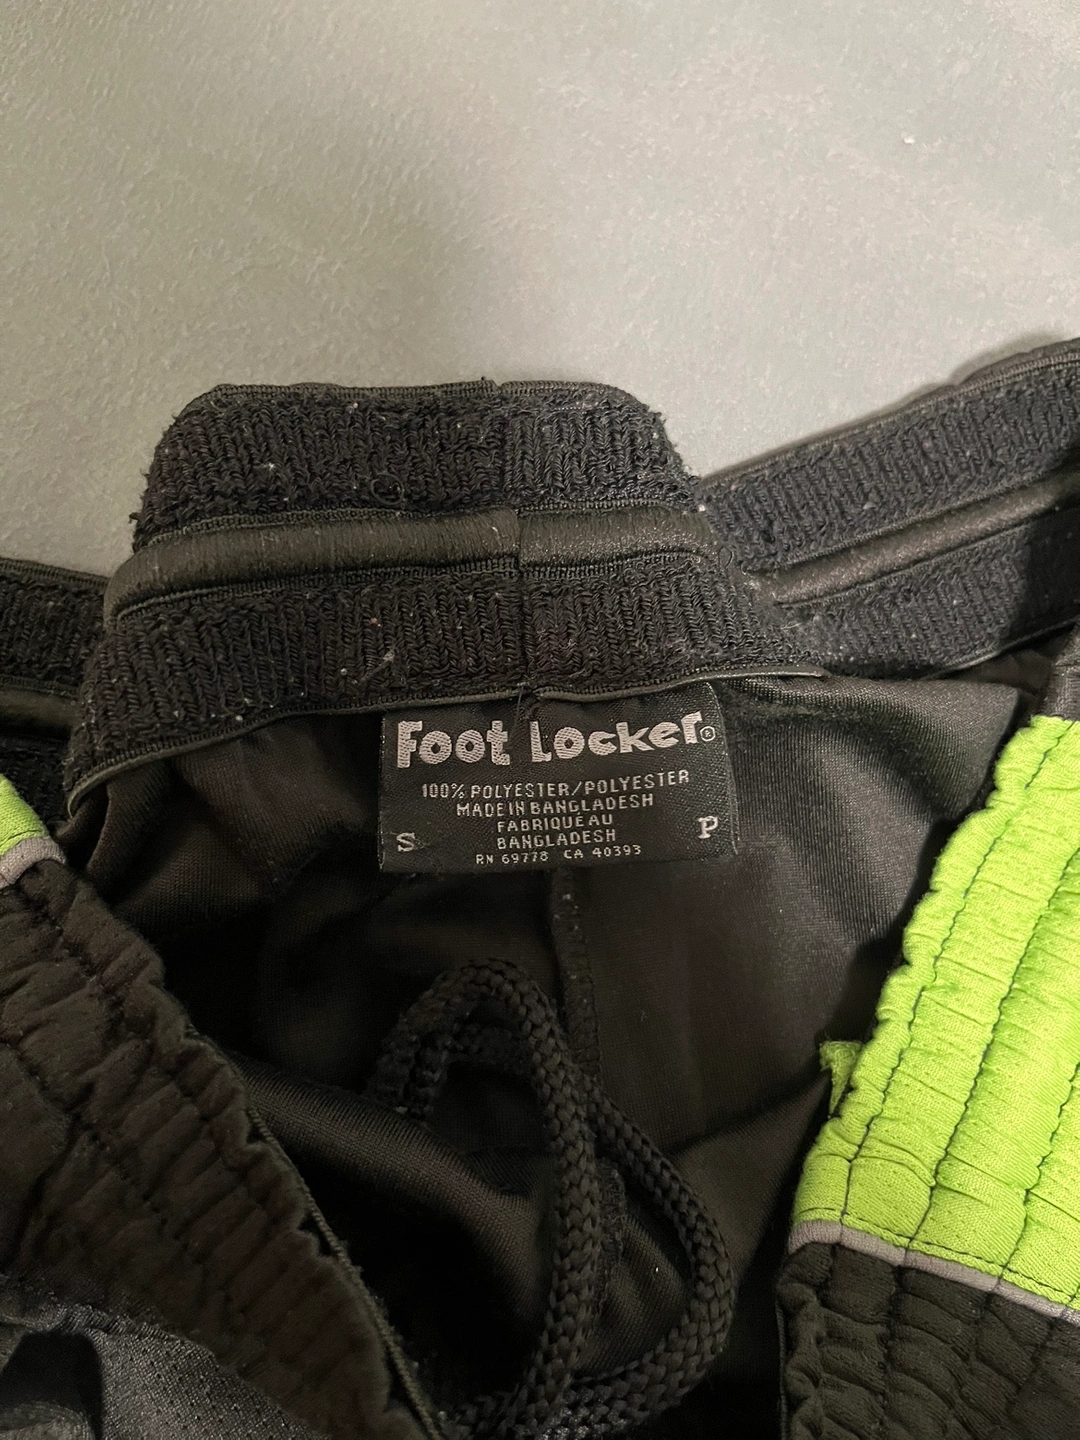 Foot Locker®
100% POLYESTER/POLYESTER
MADE IN BANGLADESH
FABRIQUÉ AU
BANGLADESH
S P
RN 69778 CA 40393